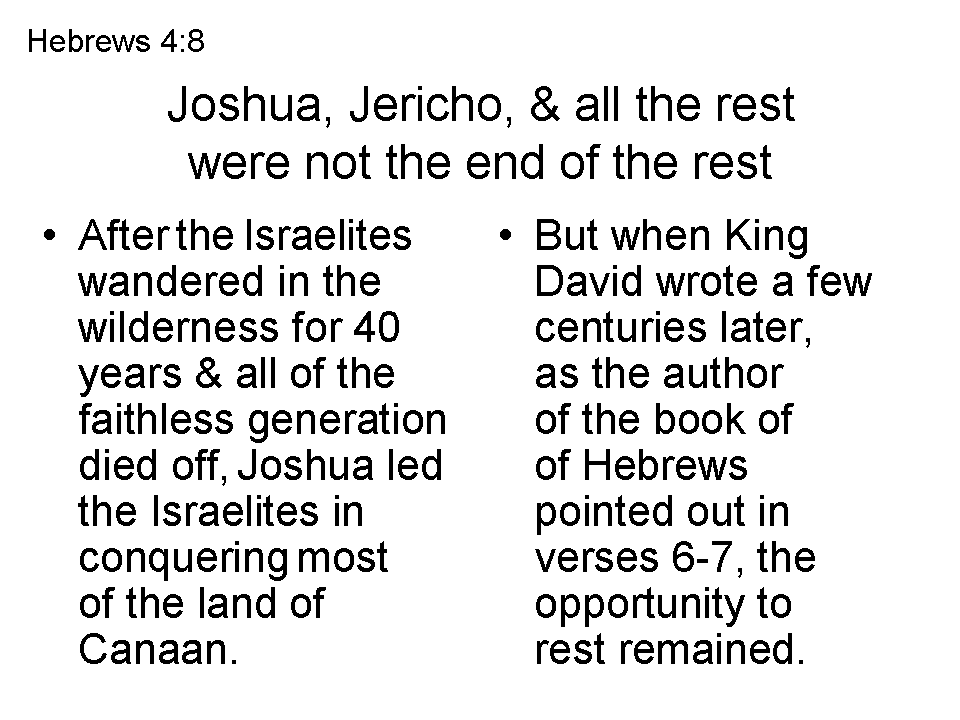 Hebrews 4:8
Joshua, Jericho, & all the rest
were not the end of the rest
• After the Israelites
wandered in the
wilderness for 40
years & all of the
faithless generation
died off, Joshua led
the Israelites in
conquering most
of the land of
Canaan.
• But when King
David wrote a few
centuries later,
as the author
of the book of
of Hebrews
pointed out in
verses 6-7, the
opportunity to
rest remained.